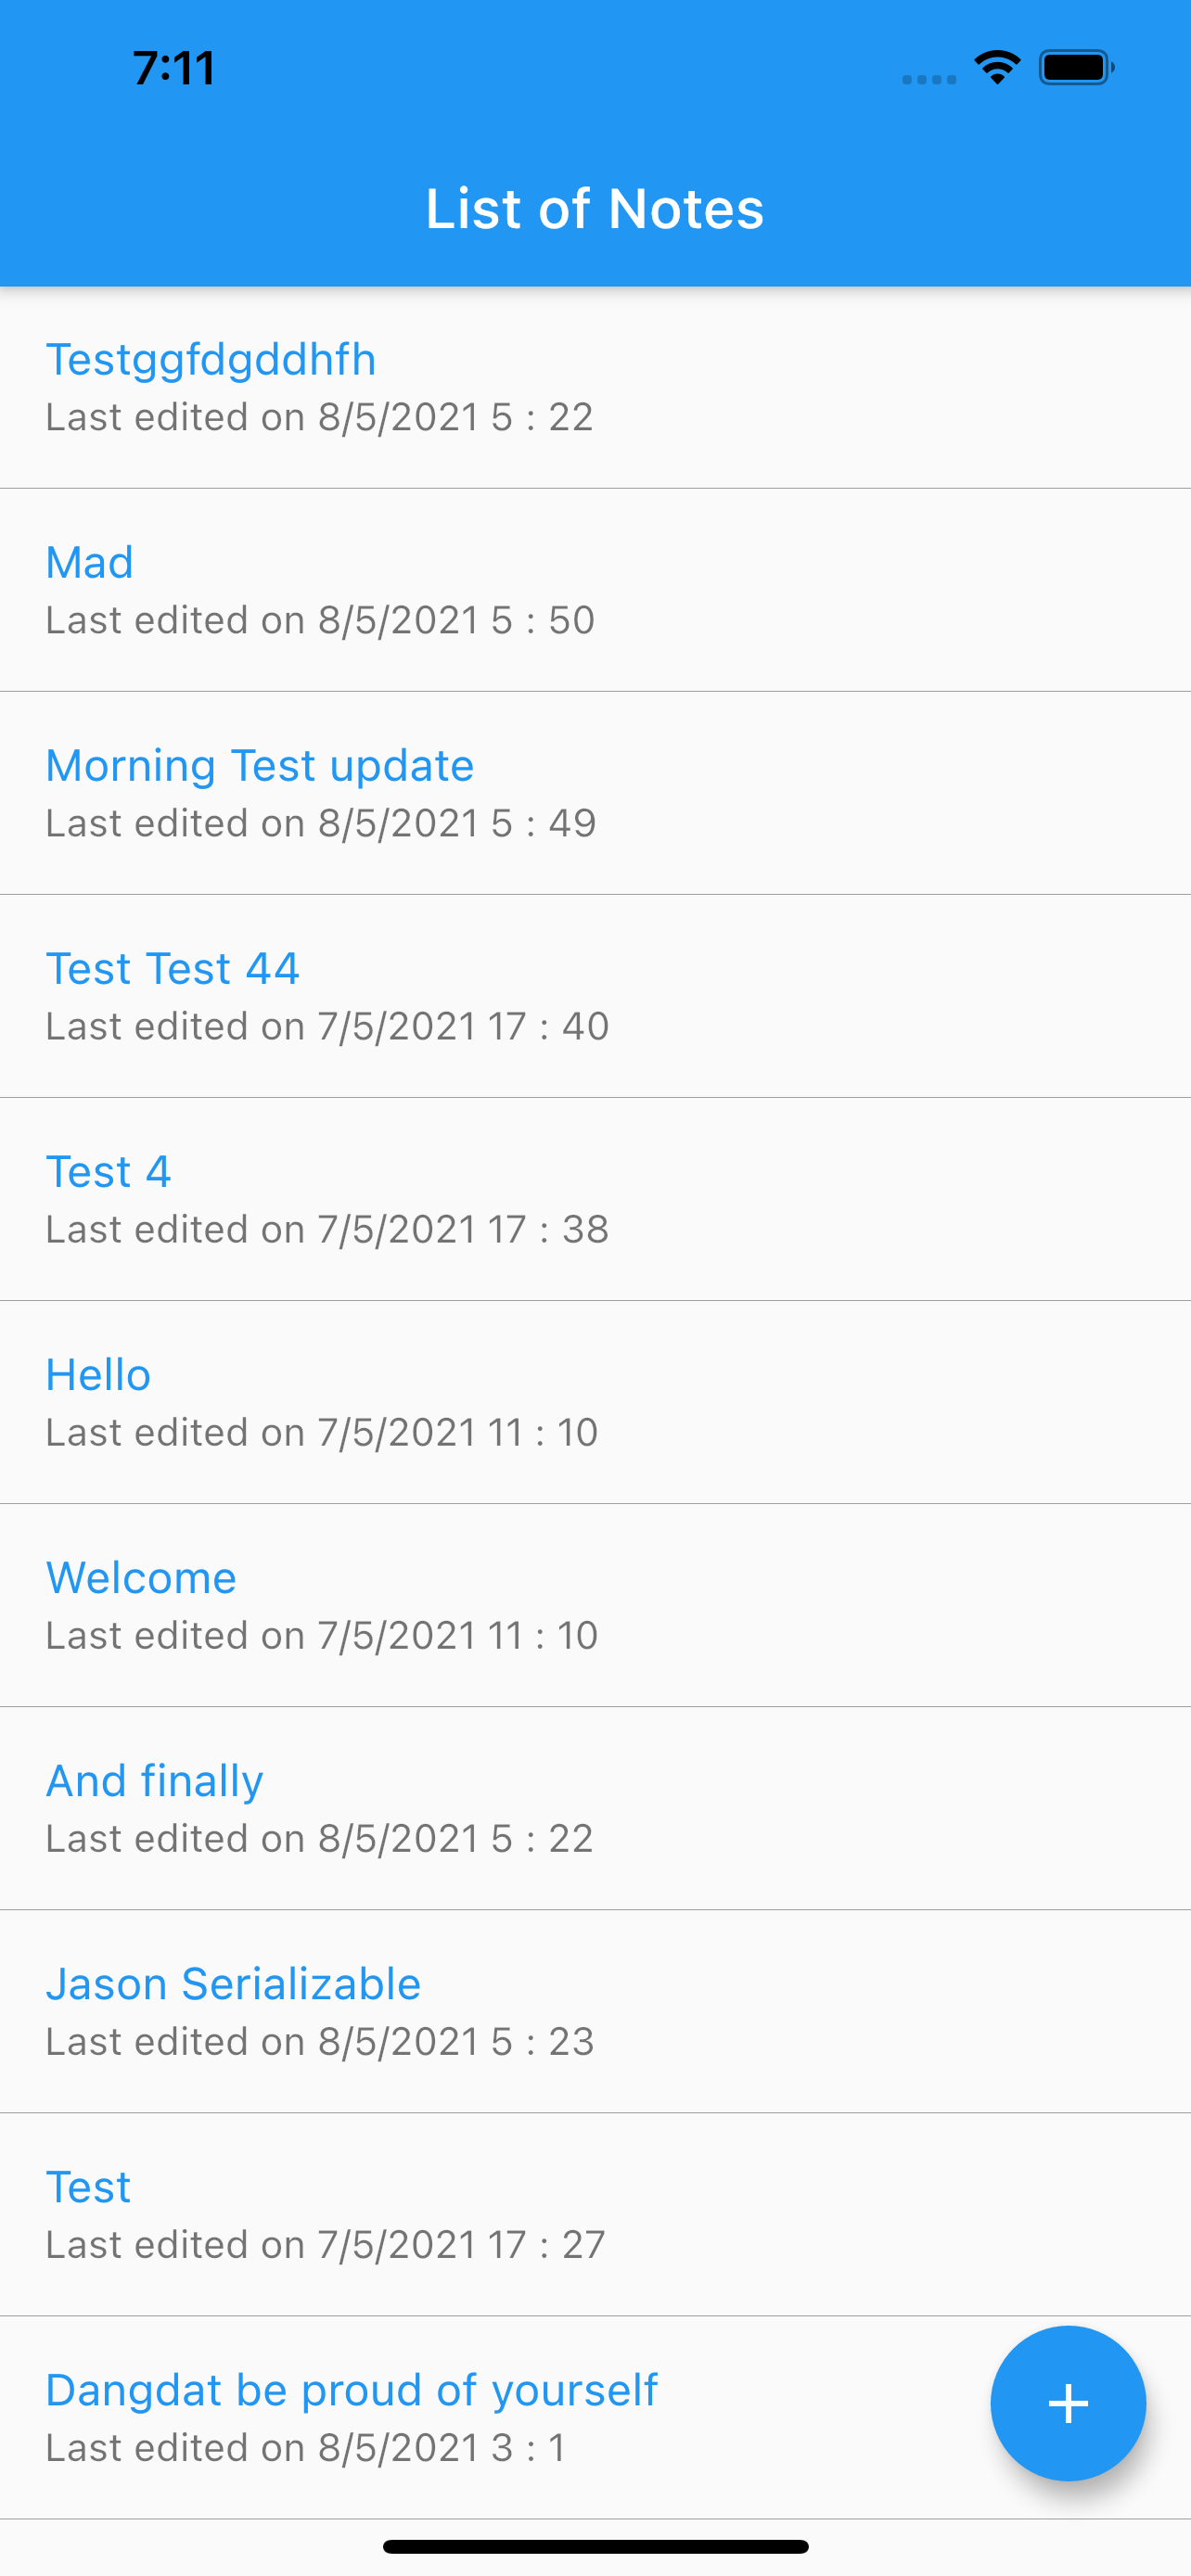 7:11
List of Notes
Testggfdgddhfh
Last edited on 8/5/2021 5 : 22
Mad
Last edited on 8/5/2021 5 : 50
Morning Test update
Last edited on 8/5/2021 5 : 49
Test Test 44
Last edited on 7/5/2021 17 : 40
Test 4
Last edited on 7/5/2021 17 : 38
Hello
Last edited on 7/5/2021 11 : 10
Welcome
Last edited on 7/5/2021 11 : 10
And finally
Last edited on 8/5/2021 5 : 22
Jason Serializable
Last edited on 8/5/2021 5 : 23
Test
Last edited on 7/5/2021 17 : 27
Dangdat be proud of yourself
Last edited on 8/5/2021 3 : 1